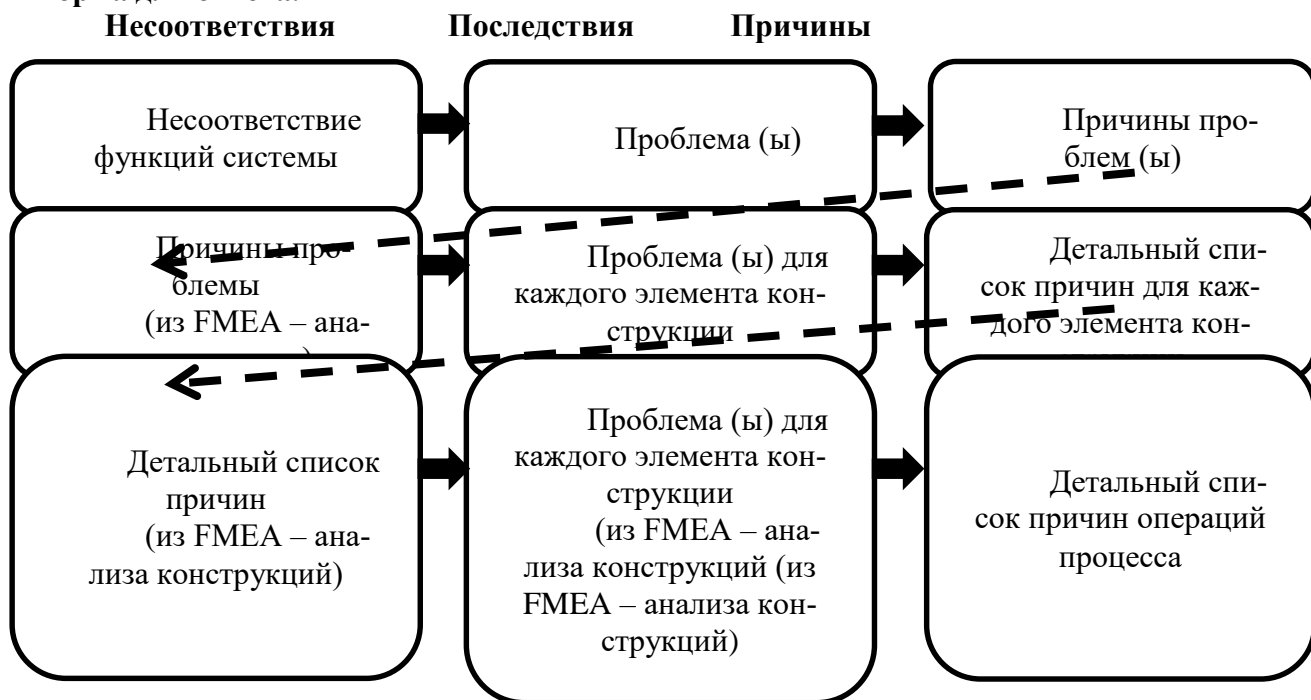 Несоответствия Последствия Причины
Несоответствие
функций системы
Проблема (ы)
Причины про-
блем (ы)
Причины про-
блемы
(из FMEA – ана-
Проблема (ы) для
каждого элемента кон-
струкции
Детальный спи-
сок причин для каж-
дого элемента кон-
Детальный список
причин
(из FMEA – ана-
лиза конструкций)
Проблема (ы) для
каждого элемента кон-
струкции
(из FMEA – ана-
лиза конструкций (из
FMEA – анализа кон-
струкций)
Детальный спи-
сок причин операций
процесса